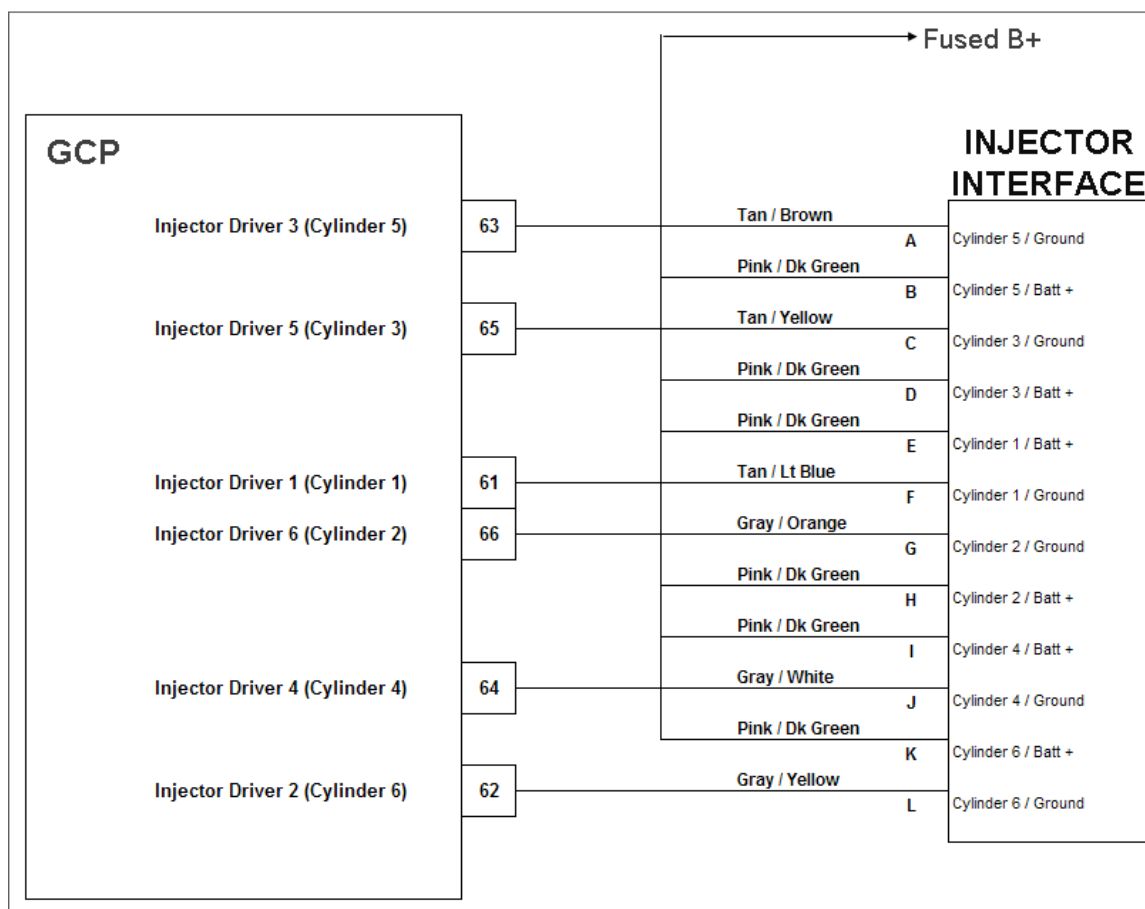 Fused B+
GCP
INJECTOR
INTERFACE
Injector Driver 3 (Cylinder 5)
63
Tan / Brown
A
Cylinder 5 / Ground
Pink / Dk Green
B
Cylinder 5 / Batt +
Injector Driver 5 (Cylinder 3)
65
Tan / Yellow
C
Cylinder 3 / Ground
Pink / Dk Green
D
Cylinder 3 / Batt +
Pink / Dk Green
E
Cylinder 1 / Batt +
Injector Driver 1 (Cylinder 1)
61
Tan / Lt Blue
F
Cylinder 1 / Ground
Injector Driver 6 (Cylinder 2)
66
Gray / Orange
G
Cylinder 2 / Ground
Pink / Dk Green
H
Cylinder 2 / Batt +
Pink / Dk Green
I
Cylinder 4 / Batt +
Injector Driver 4 (Cylinder 4)
64
Gray / White
J
Cylinder 4 / Ground
Pink / Dk Green
K
Cylinder 6 / Batt +
Injector Driver 2 (Cylinder 6)
62
Gray / Yellow
L
Cylinder 6 / Ground